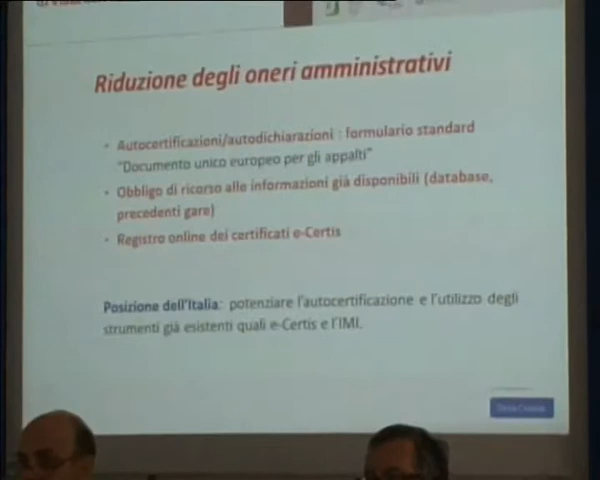 Riduzione degli oneri amministrativi
• Autocertificazioni/autodichiarazioni : formulario standard
"Documento unico europeo per gli appalti"
• Obbligo di ricorso alle informazioni già disponibili (database,
precedenti gare)
• Registro online dei certificati e-Certis
Posizione dell'Italia: potenziare l'autocertificazione e l'utilizzo degli
strumenti già esistenti quali e-Certis e l'IMI.